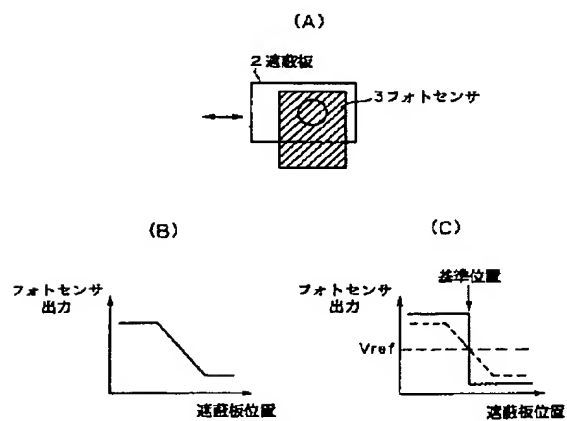 (A)
2 遮蔽板
3 フォトセンサ
(B)
フォトセンサ
出力
遮蔽板位置
(C)
フォトセンサ
出力
基準位置
Vref
遮蔽板位置